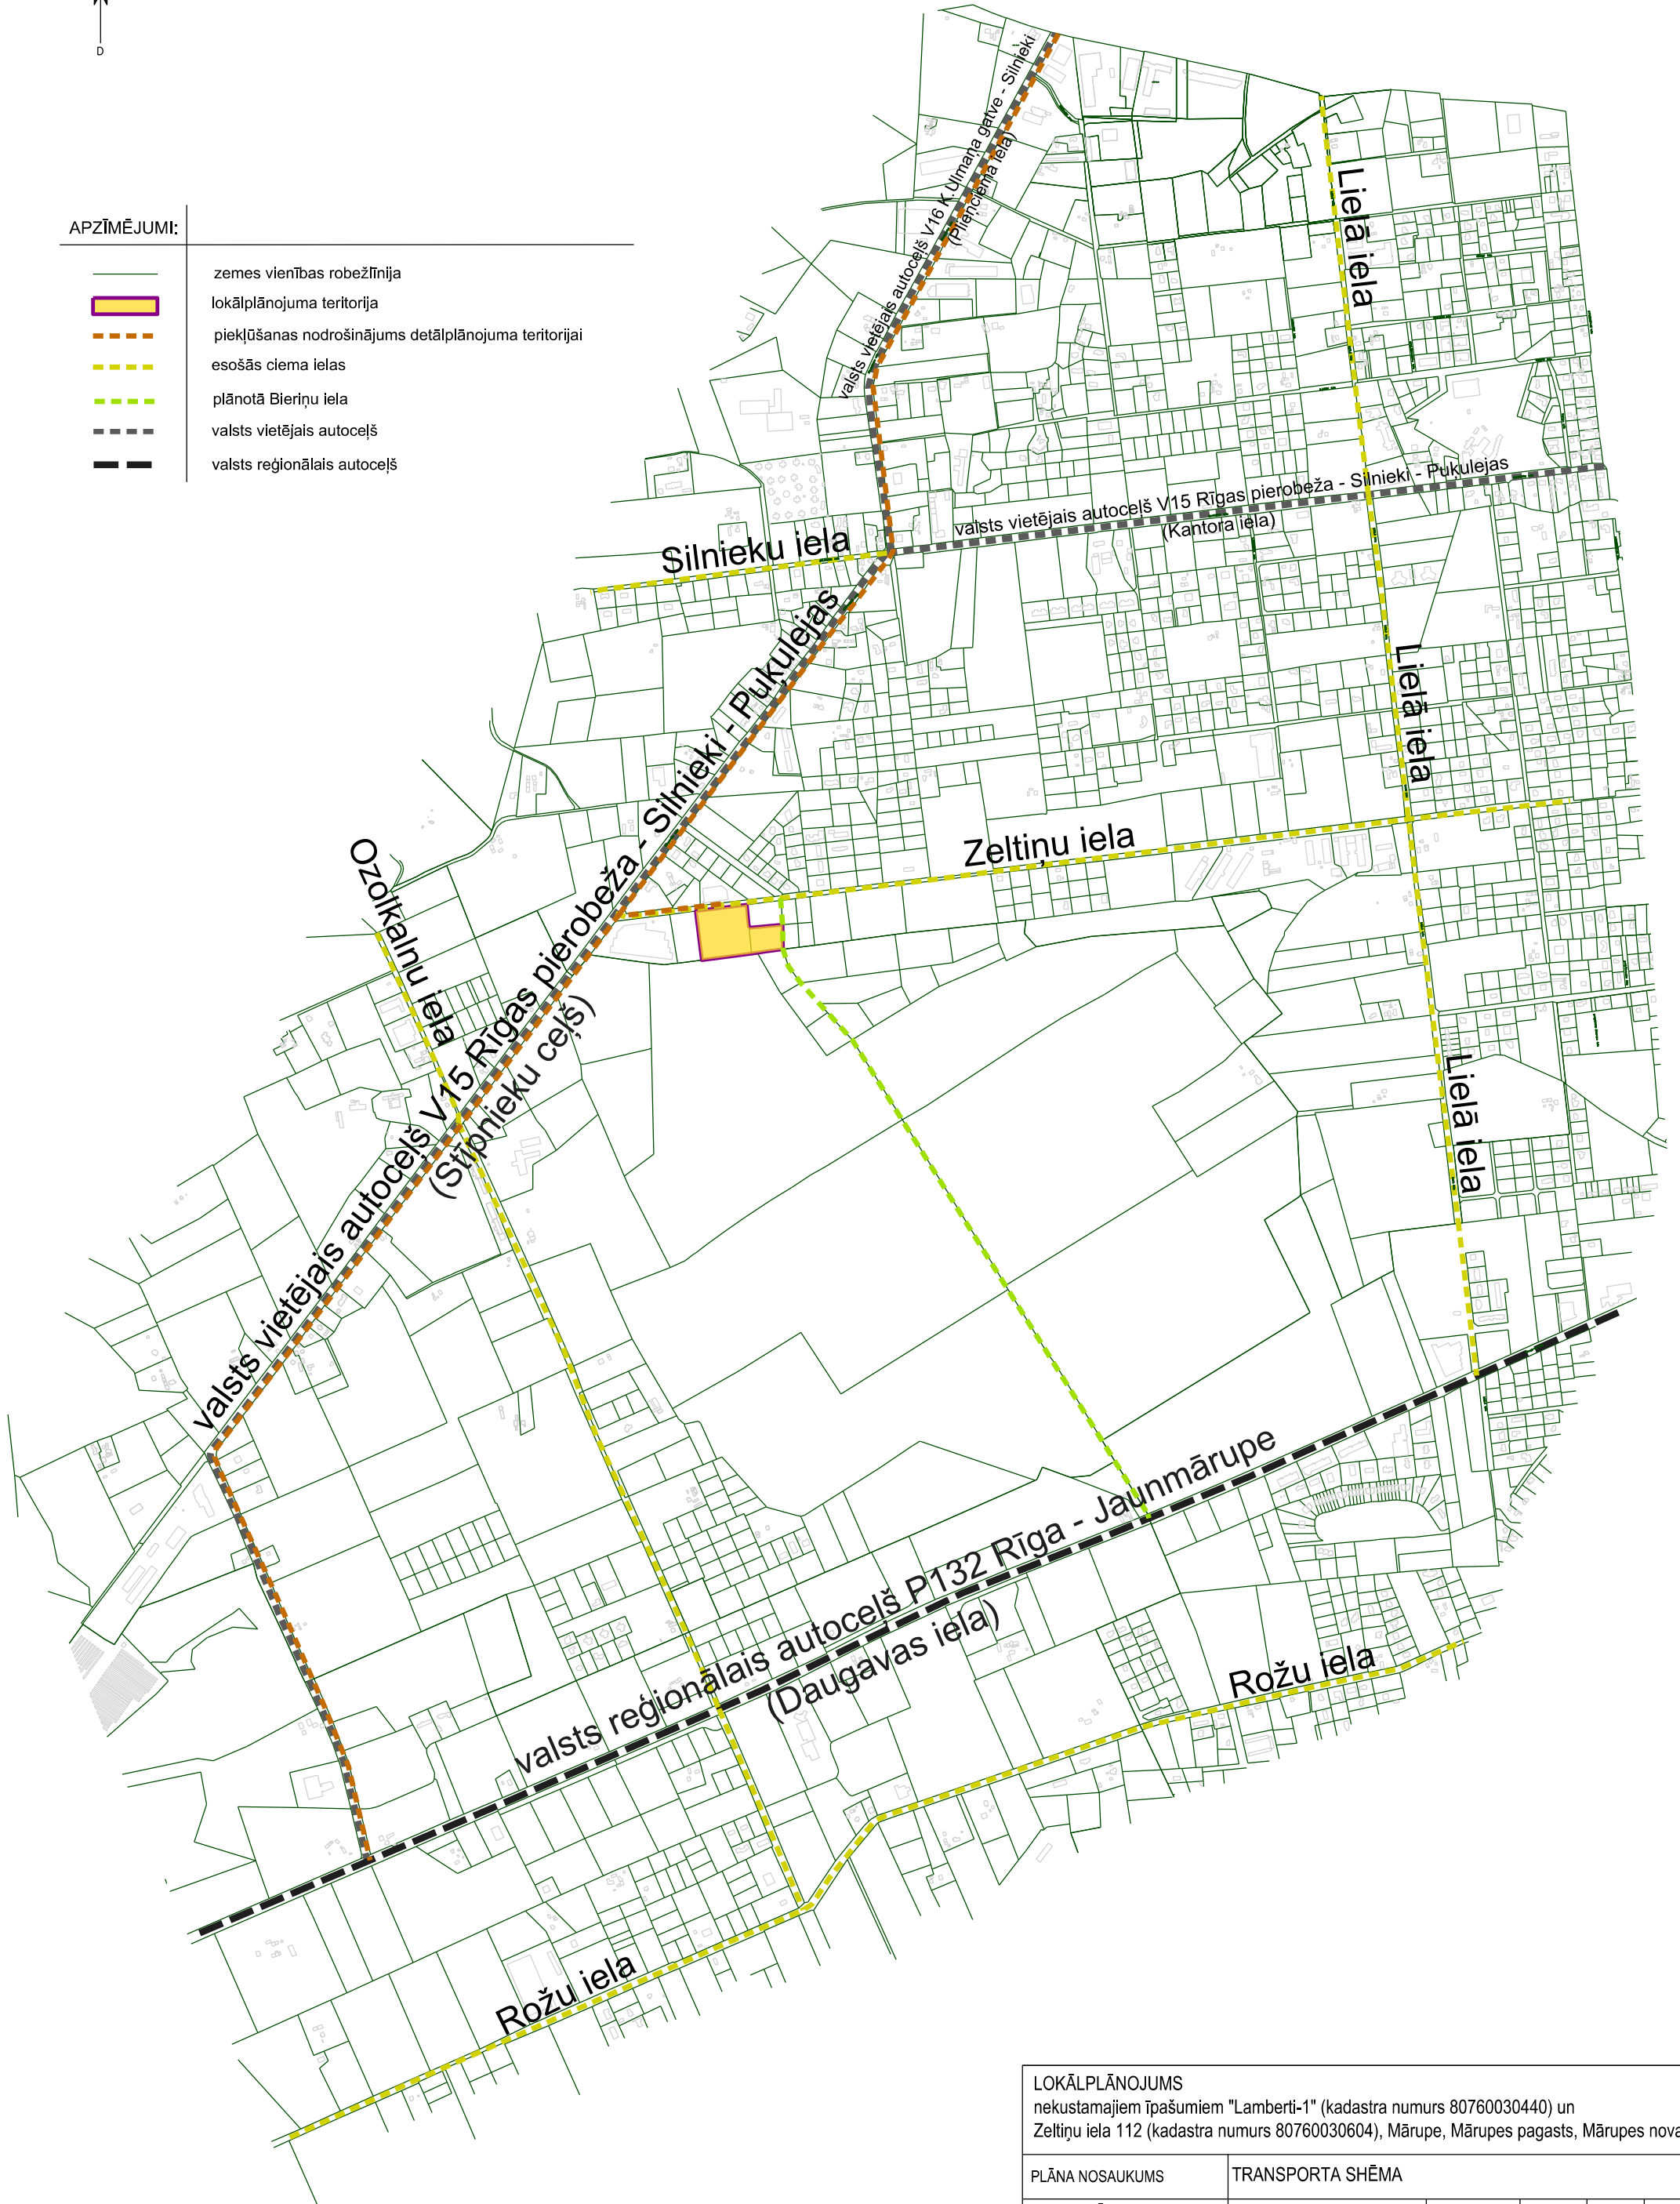 D
APZĪMĒJUMI:
zemes vienības robežlīnija
lokālplānojuma teritorija
piekļūšanas nodrošinājums detālplānojuma teritorijai
esošās ciema ielas
plānotā Bieriņu iela
valsts vietējais autoceļš
valsts reģionālais autoceļš
valsts vietējais autoceļš V16 K.Ulmaņa gatve - Silnieki
(Plieņciema iela)
Lielā iela
valsts vietējais autoceļš V15 Rīgas pierobeža - Silnieki - Puķulejas
(Kantora iela)
Silnieku iela
Lielā iela
Zeltiņu iela
Ozolkalnu iela
valsts vietējais autoceļš V15 Rīgas pierobeža - Silnieki - Puķulejas
(Stīpnieku ceļš)
Lielā iela
valsts reģionālais autoceļš P132 Rīga - Jaunmārupe
(Daugavas iela)
Rožu iela
Rožu iela
LOKĀLPLĀNOJUMS
nekustamajiem īpašumiem "Lamberti-1" (kadastra numurs 80760030440) un
Zeltiņu iela 112 (kadastra numurs 80760030604), Mārupe, Mārupes pagasts, Mārupes nova
PLĀNA NOSAUKUMS
TRANSPORTA SHĒMA